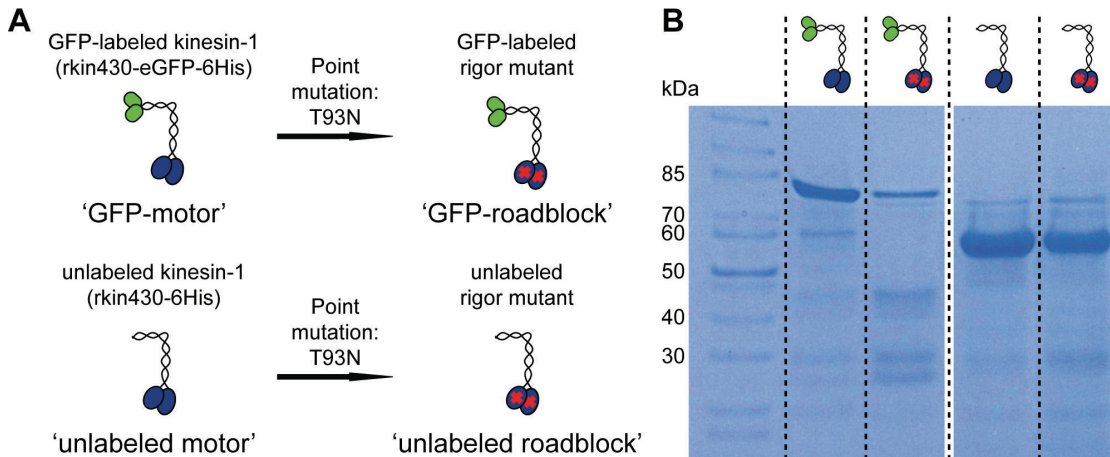 A
GFP-labeled kinesin-1
(rkin430-eGFP-6His)
Point
mutation:
T93N
GFP-labeled
rigor mutant
‘GFP-motor’
‘GFP-roadblock’
unlabeled kinesin-1
(rkin430-6His)
Point
mutation:
T93N
unlabeled
rigor mutant
‘unlabeled motor’
‘unlabeled roadblock’
B
kDa
85
70
60
50
40
30